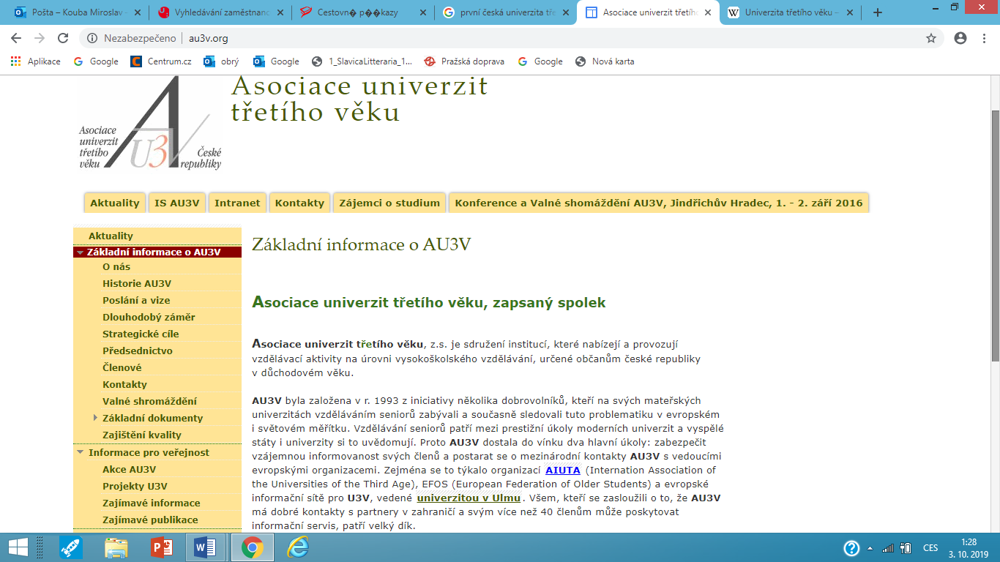 Pošta – Kouba Miroslav – Vyhledávání zaměstnanc Cestovn� p��kazy první česká univerzita tře Asociace univerzit třetího Univerzita třetího věku –
Nezabezpečeno au3v.org
Aplikace Google Centrum.cz obrý Google 1_SlavicaLitteraria_1... Pražská doprava Google Nová karta
Asociace univerzit
třetího věku
Asociace
univerzit
třetího
věku
AU3V
České
republiky
Aktuality IS AU3V Intranet Kontakty Zájemci o studium Konference a Valné shomáždění AU3V, Jindřichův Hradec, 1. - 2. září 2016
Aktuality
Základní informace o AU3V
O nás
Historie AU3V
Poslání a vize
Dlouhodobý záměr
Strategické cíle
Předsednictvo
Členové
Kontakty
Valné shromáždění
Základní dokumenty
Zajištění kvality
Informace pro veřejnost
Akce AU3V
Projekty U3V
Zajímavé informace
Zajímavé publikace
Základní informace o AU3V
Asociace univerzit třetího věku, zapsaný spolek
Asociace univerzit třetího věku, z.s. je sdružení institucí, které nabízejí a provozují
vzdělávací aktivity na úrovni vysokoškolského vzdělávání, určené občanům české republiky
v důchodovém věku.
AU3V byla založena v r. 1993 z iniciativy několika dobrovolníků, kteří na svých mateřských
univerzitách vzděláváním seniorů zabývali a současně sledovali tuto problematiku v evropském
i světovém měřítku. Vzdělávání seniorů patří mezi prestižní úkoly moderních univerzit a vyspělé
státy i univerzity si to uvědomují. Proto AU3V dostala do vínku dva hlavní úkoly: zabezpečit
vzájemnou informovanost svých členů a postarat se o mezinárodní kontakty AU3V s vedoucími
evropskými organizacemi. Zejména se to týkalo organizací AIUTA (Internation Association of
the Universities of the Third Age), EFOS (European Federation of Older Students) a evropské
informační sítě pro U3V, vedené univerzitou v Ulmu. Všem, kteří se zasloužili o to, že AU3V
má dobré kontakty s partnery v zahraničí a svým více než 40 členům může poskytovat
informační servis, patří velký dík.
CES
1:28
3. 10. 2019